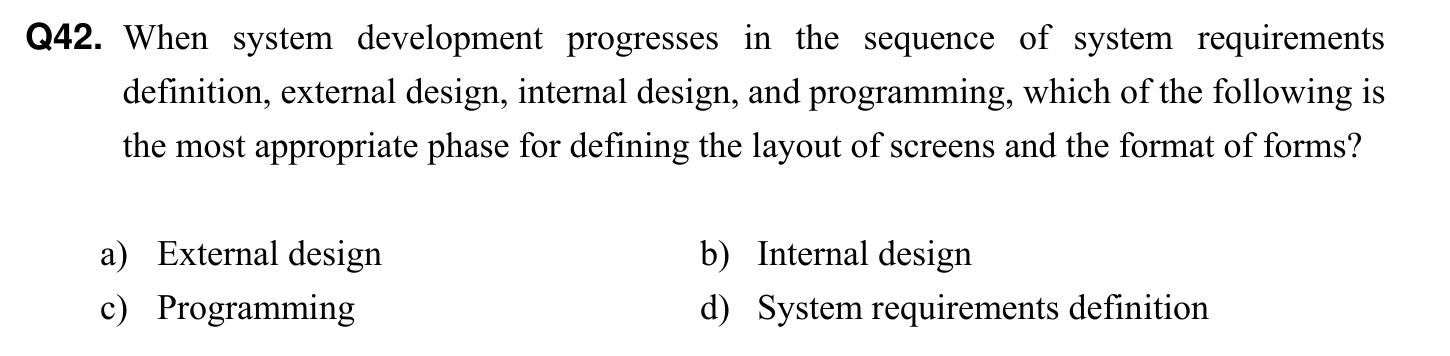 Q42. When system development progresses in the sequence of system requirements
definition, external design, internal design, and programming, which of the following is
the most appropriate phase for defining the layout of screens and the format of forms?
a) External design b) Internal design
c) Programming d) System requirements definition